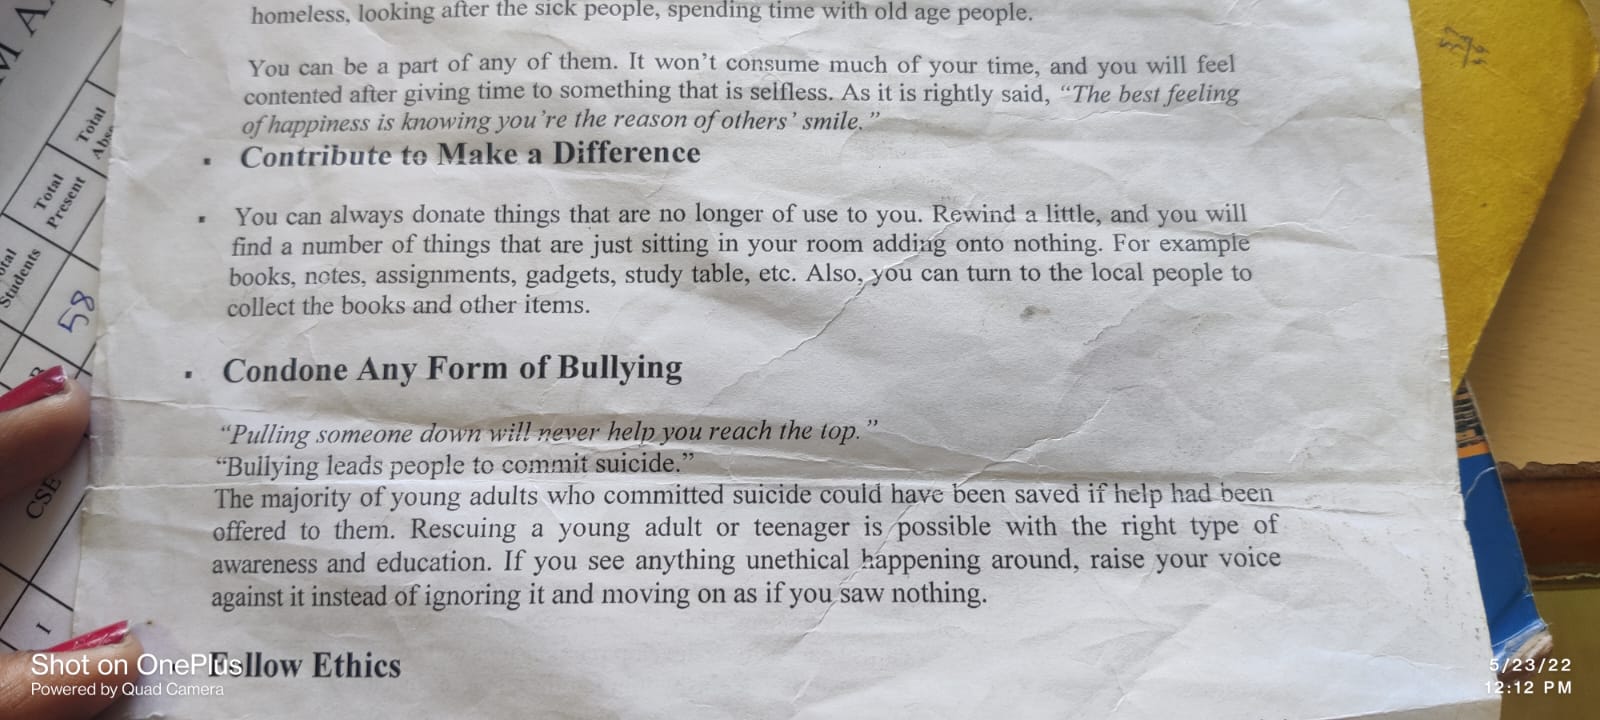 homeless, looking after the sick people, spending time with old age people.
You can be a part of any of them. It won't consume much of your time, and you will feel
contented after giving time to something that is selfless. As it is rightly said, “The best feeling
of happiness is knowing you're the reason of others' smile.”
▪ Contribute to Make a Difference
▪ You can always donate things that are no longer of use to you. Rewind a little, and you will
find a number of things that are just sitting in your room adding onto nothing. For example
books, notes, assignments, gadgets, study table, etc. Also, you can turn to the local people to
collect the books and other items.
▪ Condone Any Form of Bullying
“Pulling someone down will never help you reach the top.”
“Bullying leads people to commit suicide.”
The majority of young adults who committed suicide could have been saved if help had been
offered to them. Rescuing a young adult or teenager is possible with the right type of
awareness and education. If you see anything unethical happening around, raise your voice
against it instead of ignoring it and moving on as if you saw nothing.
Follow Ethics
Total
Total
Present
Students
58
CSE
I
Shot on OnePlus
Powered by Quad Camera
5/23/22
12:12 PM